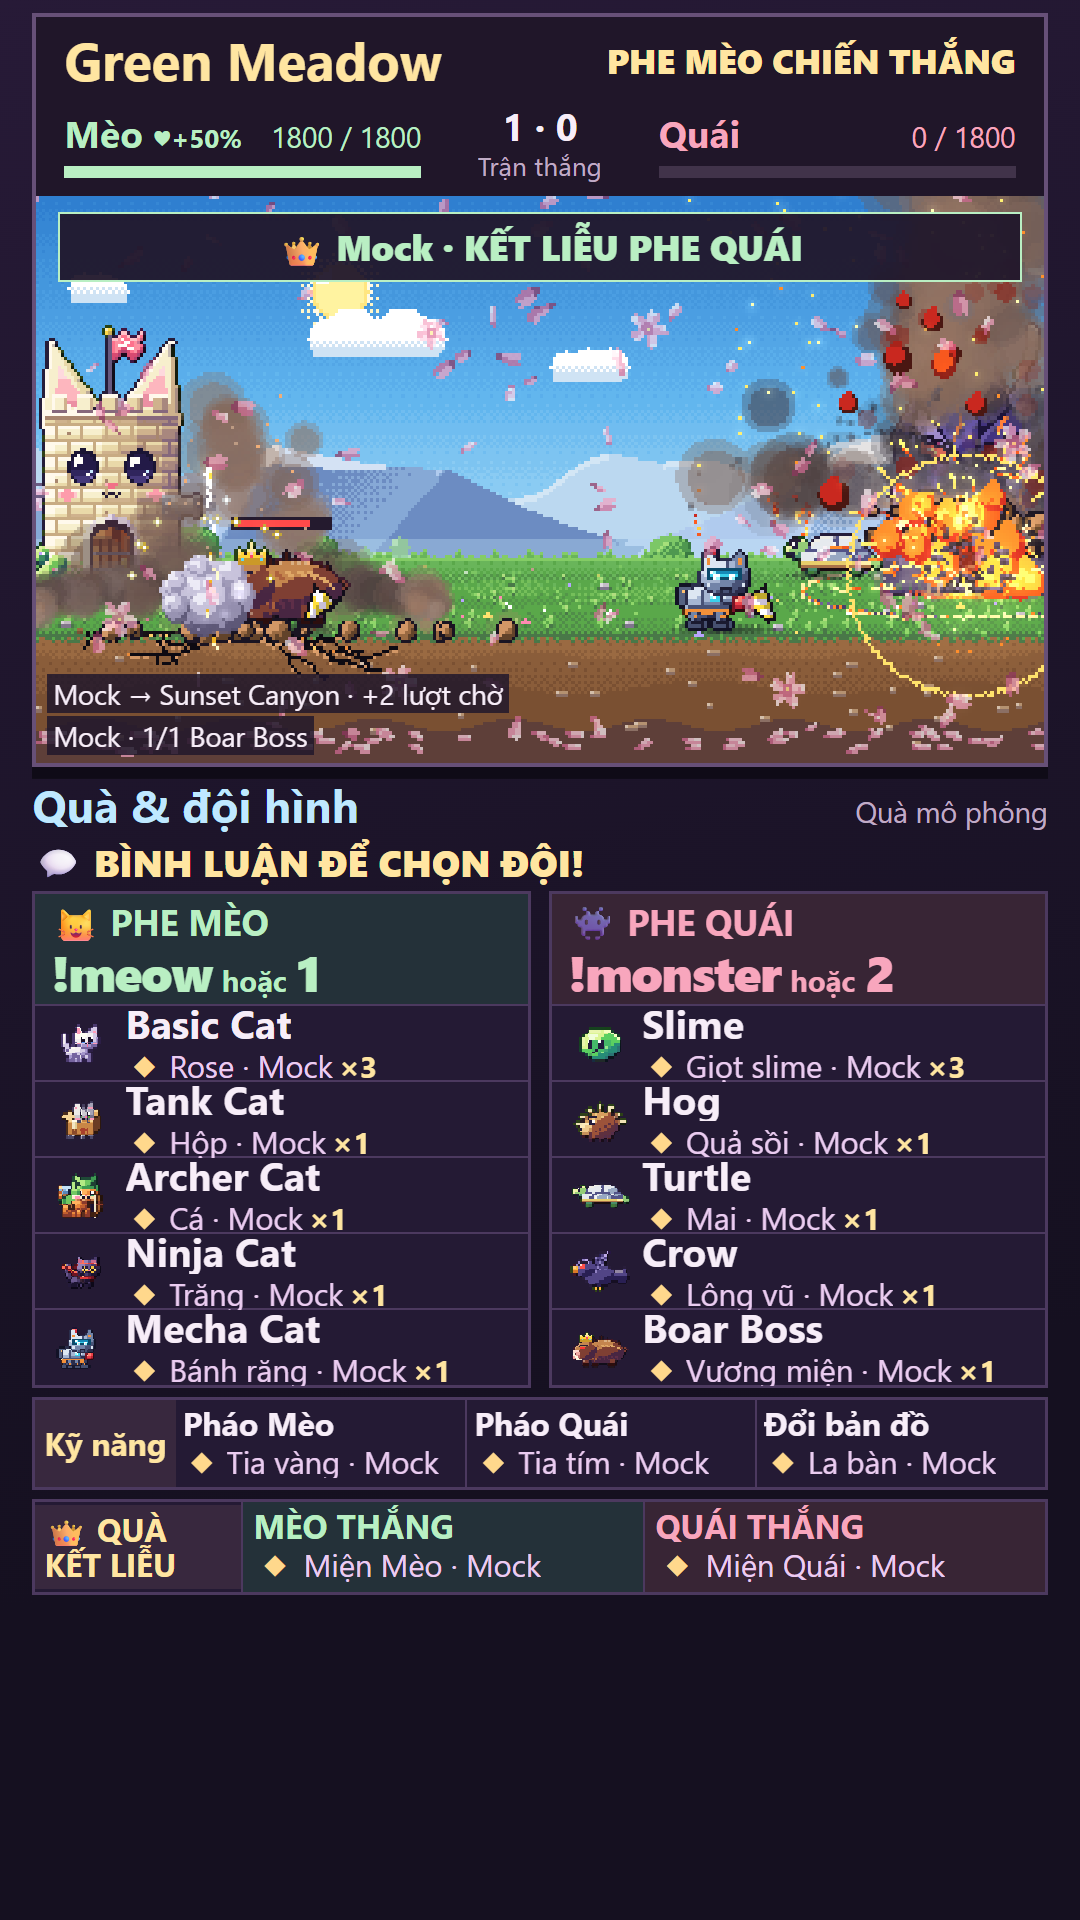 Green Meadow
PHE MÈO CHIẾN THẮNG
Mèo ♥+50% 1800 / 1800
1 · 0
Trận thắng
Quái 0 / 1800
Mock · KẾT LIỄU PHE QUÁI
Mock → Sunset Canyon · +2 lượt chờ
Mock · 1/1 Boar Boss
Quà & đội hình
Quà mô phỏng
BÌNH LUẬN ĐỂ CHỌN ĐỘI!
PHE MÈO
!meow hoặc 1
Basic Cat
Rose · Mock ×3
Tank Cat
Hộp · Mock ×1
Archer Cat
Cá · Mock ×1
Ninja Cat
Trăng · Mock ×1
Mecha Cat
Bánh răng · Mock ×1
PHE QUÁI
!monster hoặc 2
Slime
Giọt slime · Mock ×3
Hog
Quả sồi · Mock ×1
Turtle
Mai · Mock ×1
Crow
Lông vũ · Mock ×1
Boar Boss
Vương miện · Mock ×1
Kỹ năng
Pháo Mèo
Tia vàng · Mock
Pháo Quái
Tia tím · Mock
Đổi bản đồ
La bàn · Mock
QUÀ
KẾT LIỄU
MÈO THẮNG
Miện Mèo · Mock
QUÁI THẮNG
Miện Quái · Mock